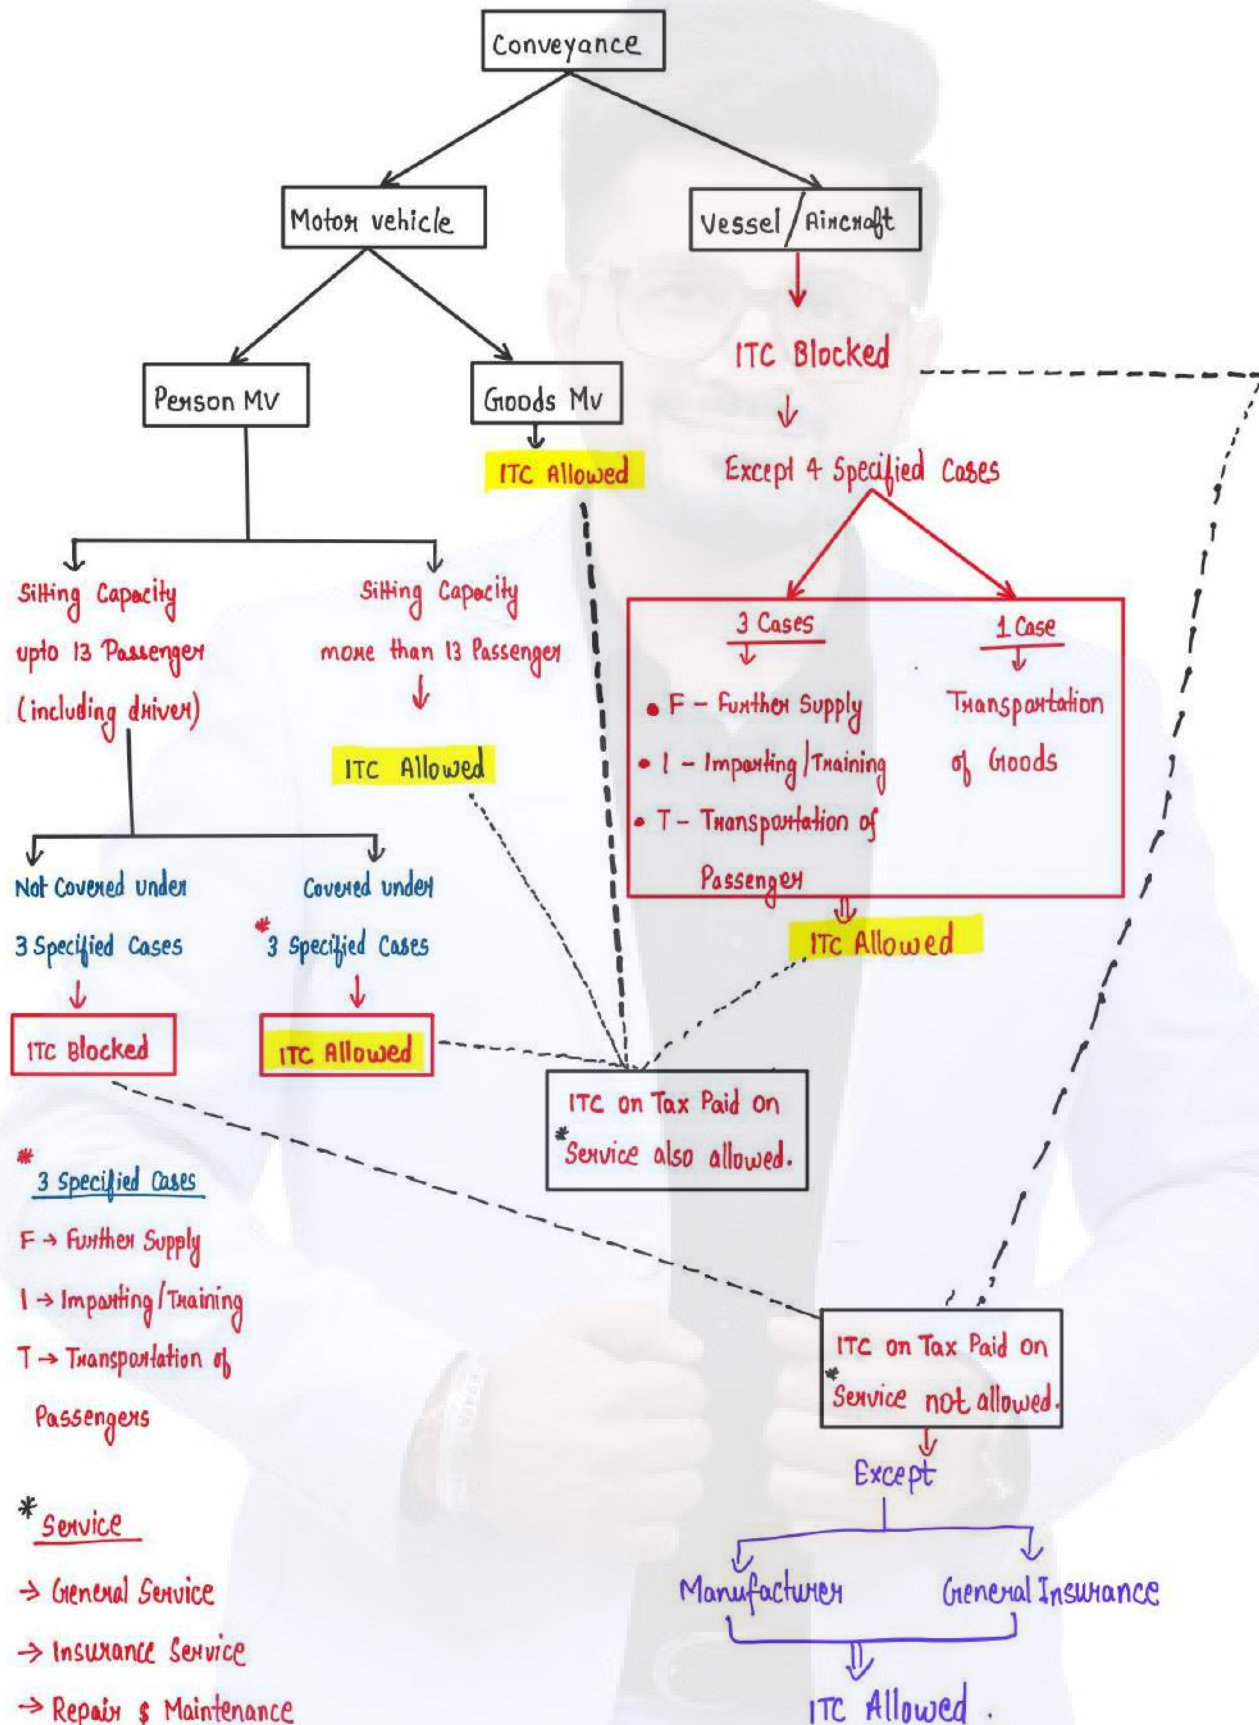 Conveyance
Motor vehicle
Vessel / Aircraft
ITC Blocked
Person MV
Goods MV
ITC Allowed
Except 4 Specified Cases
Sitting Capacity
upto 13 Passenger
(including driver)
Sitting Capacity
more than 13 Passenger
ITC Allowed
3 Cases
• F - Further Supply
• I - Imparting/Training
• T - Transportation of
Passenger
1 Case
Transportation
of Goods
ITC Allowed
Not Covered under
3 Specified Cases
ITC Blocked
Covered under
* 3 Specified Cases
ITC Allowed
ITC on Tax Paid on
* Service also allowed.
* 3 Specified Cases
F → Further Supply
I → Imparting/Training
T → Transportation of
Passengers
ITC on Tax Paid on
* Service not allowed.
Except
Manufacturer
General Insurance
ITC Allowed.
* Service
→ General Service
→ Insurance Service
→ Repair $ Maintenance